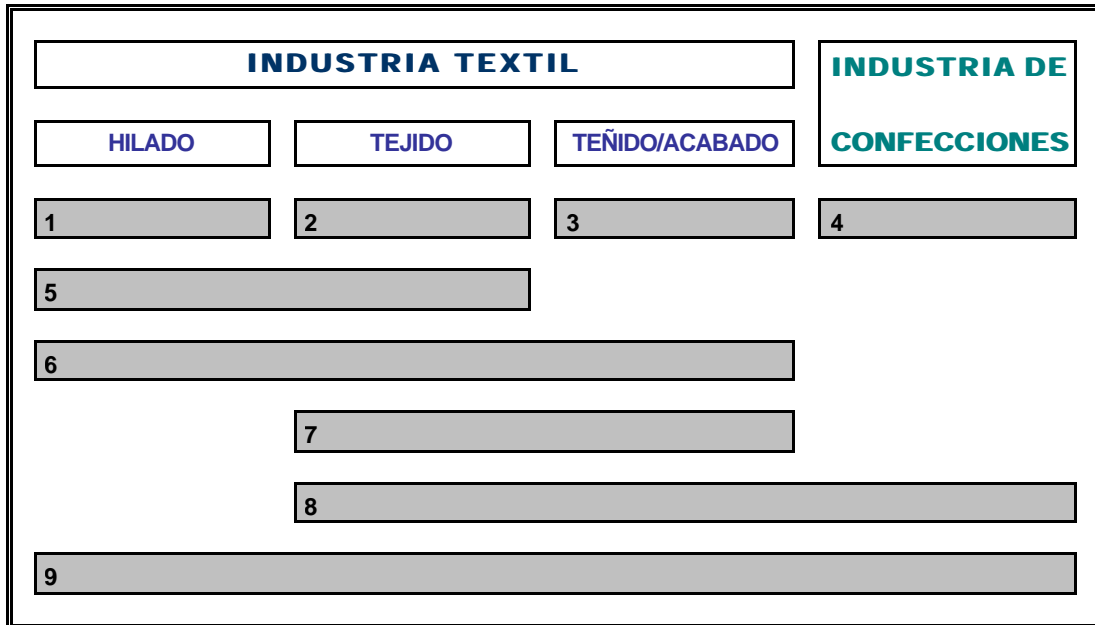 INDUSTRIA TEXTIL
INDUSTRIA DE
CONFECCIONES
HILADO
TEJIDO
TEÑIDO/ACABADO
1
2
3
4
5
6
7
8
9